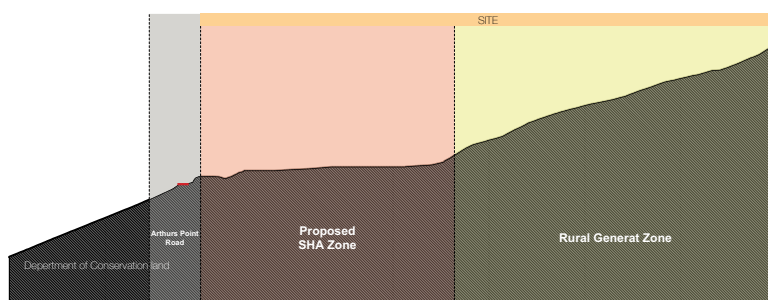 SITE
Arthurs Point
Road
Proposed
SHA Zone
Rural Generat Zone
Department of Conservation land